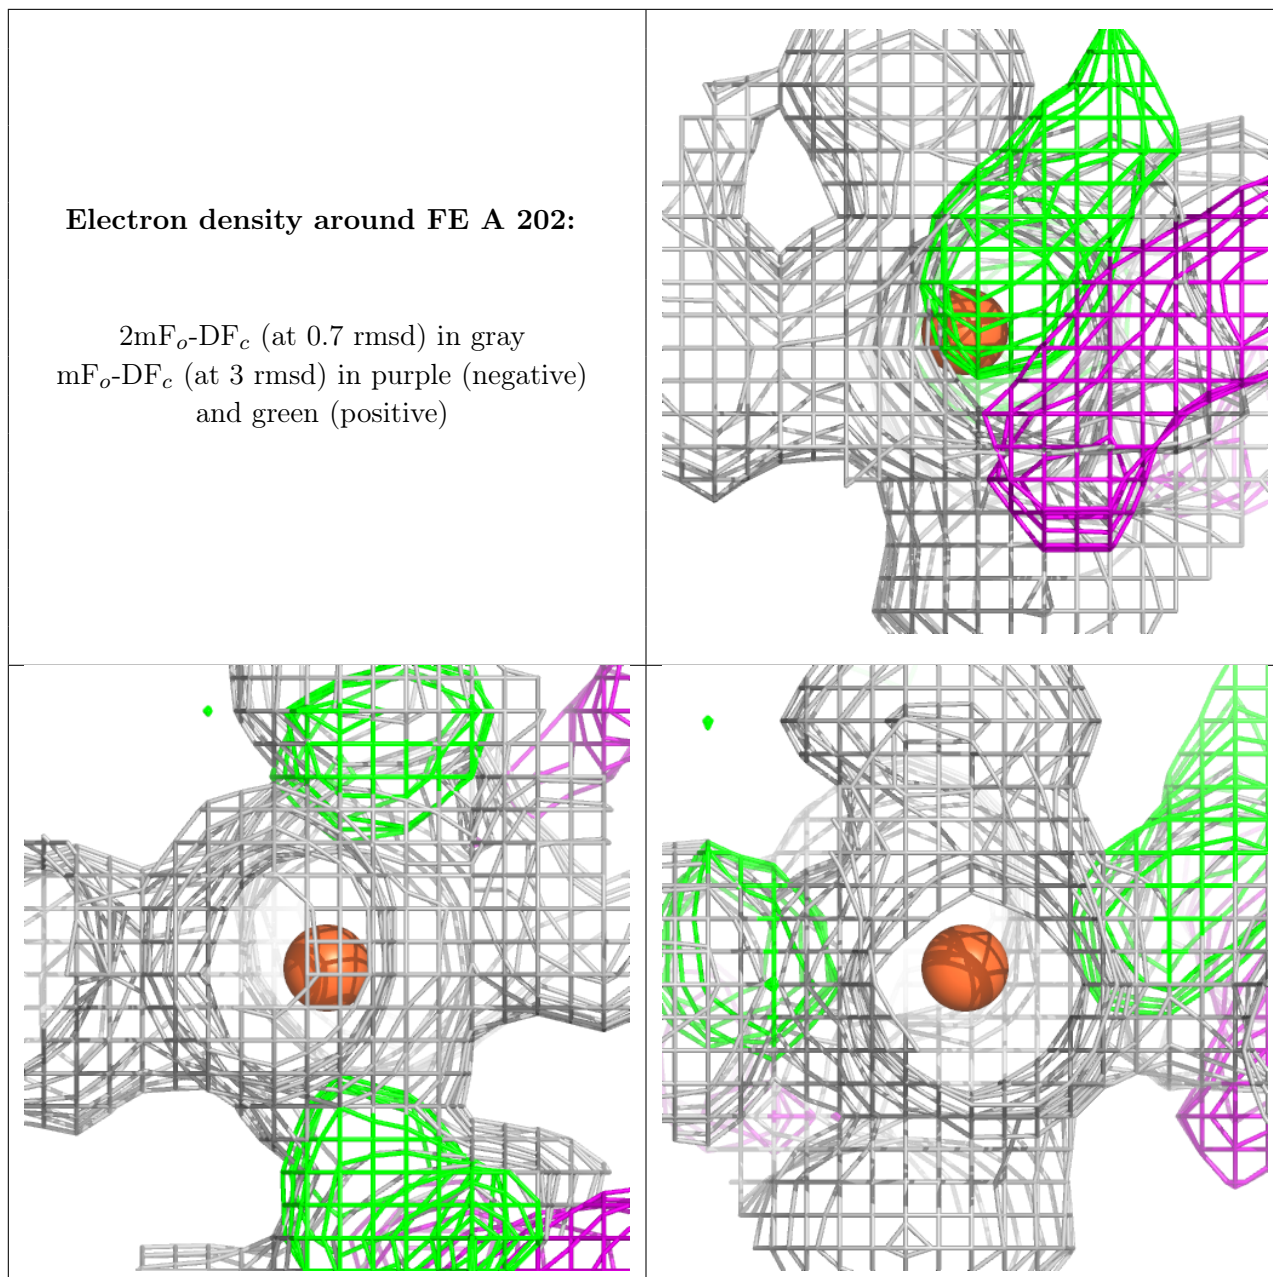 Electron density around FE A 202:
2mFo-DFc (at 0.7 rmsd) in gray
mFo-DFc (at 3 rmsd) in purple (negative)
and green (positive)